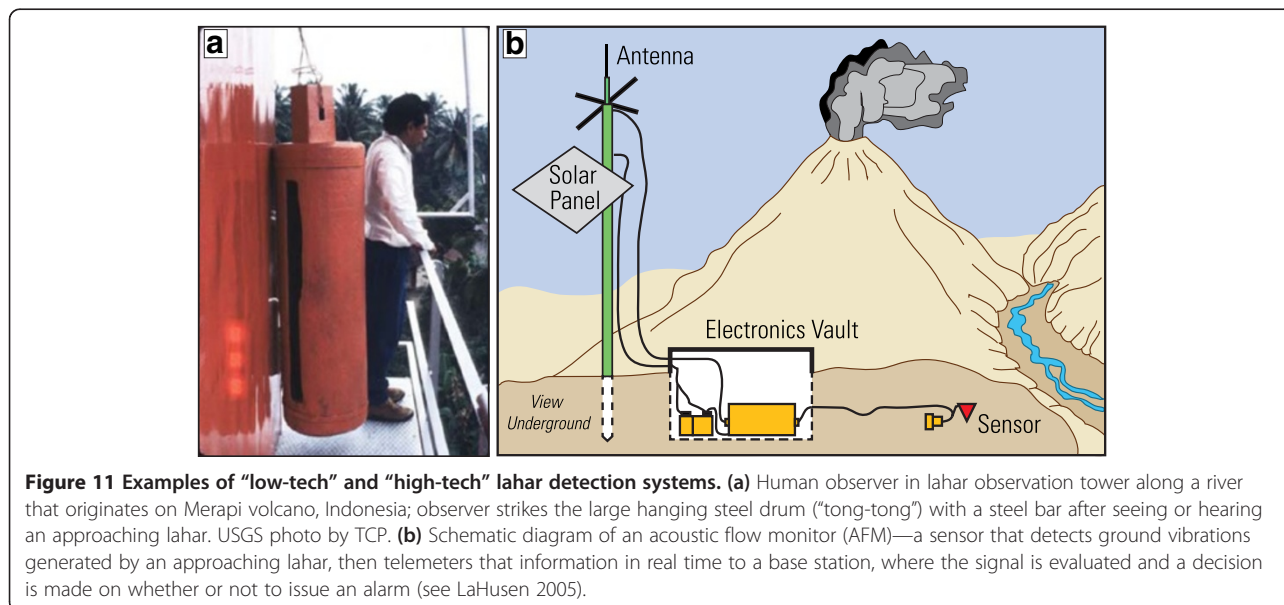 a
b
Antenna
Solar
Panel
Electronics Vault
View
Underground
Sensor
Figure 11 Examples of “low-tech” and “high-tech” lahar detection systems. (a) Human observer in lahar observation tower along a river
that originates on Merapi volcano, Indonesia; observer strikes the large hanging steel drum (“tong-tong”) with a steel bar after seeing or hearing
an approaching lahar. USGS photo by TCP. (b) Schematic diagram of an acoustic flow monitor (AFM)—a sensor that detects ground vibrations
generated by an approaching lahar, then telemeters that information in real time to a base station, where the signal is evaluated and a decision
is made on whether or not to issue an alarm (see LaHusen 2005).